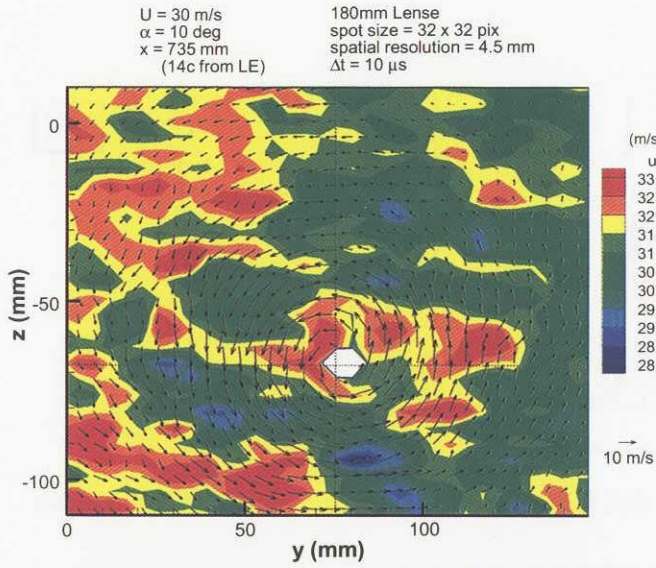 U = 30 m/s
α = 10 deg
x = 735 mm
(14c from LE)
180mm Lense
spot size = 32 x 32 pix
spatial resolution = 4.5 mm
Δt = 10 μs
(m/s
u
33
33
32
32
31
31
30
30
29
29
28
28
10 m/s
0
-50
-100
z (mm)
0
50
100
y (mm)